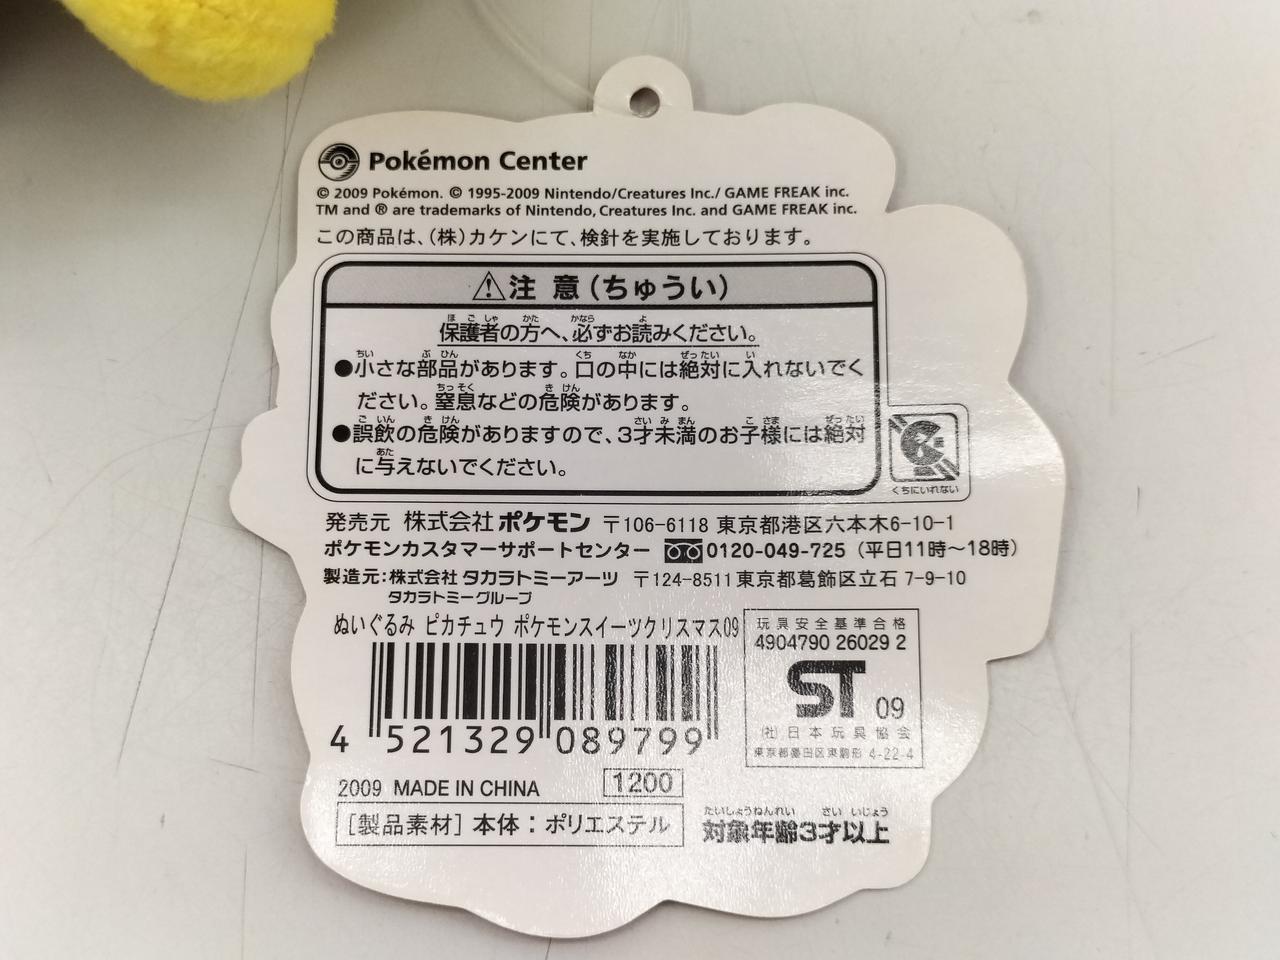 Pokémon Center
© 2009 Pokémon. © 1995-2009 Nintendo/Creatures Inc./ GAME FREAK inc.
TM and ® are trademarks of Nintendo, Creatures Inc. and GAME FREAK inc.
この商品は、(株)カケンにて、検針を実施しております。
⚠注 意(ちゅうい)
保護者の方へ、必ずお読みください。
●小さな部品があります。口の中には絶対に入れないでく
ださい。窒息などの危険があります。
●誤飲の危険がありますので、3才未満のお子様には絶対
に与えないでください。
くちにいれない
発売元 株式会社ポケモン 〒106-6118 東京都港区六本木6-10-1
ポケモンカスタマーサポートセンター 0120-049-725 (平日11時〜18時)
製造元:株式会社 タカラトミーアーツ 〒124-8511東京都葛飾区立石 7-9-10
タカラトミーグループ
ぬいぐるみ ピカチュウ ポケモンスイーツクリスマス09
玩具安全基準合格
4904790 26029 2
ST 09
(社)日本玩具協会
東京都墨田区東駒形 4-22-4
4 521329 089799
2009 MADE IN CHINA 1200
[製品素材] 本体:ポリエステル
対象年齢3才以上